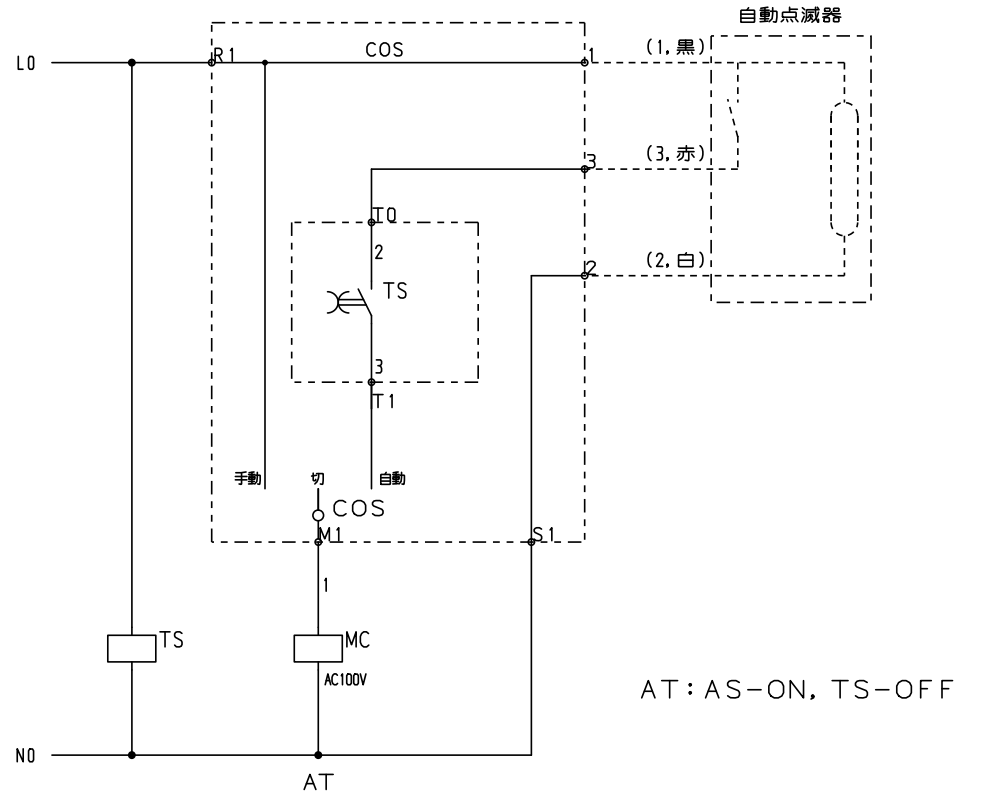 自動点滅器
L0
R1
COS
1
(1,黒)
3
(3,赤)
T0
2
2
(2,白)
TS
3
T1
手動
切
自動
COS
M1
S1
1
TS
MC
AC100V
AT:AS-ON, TS-OFF
N0
AT